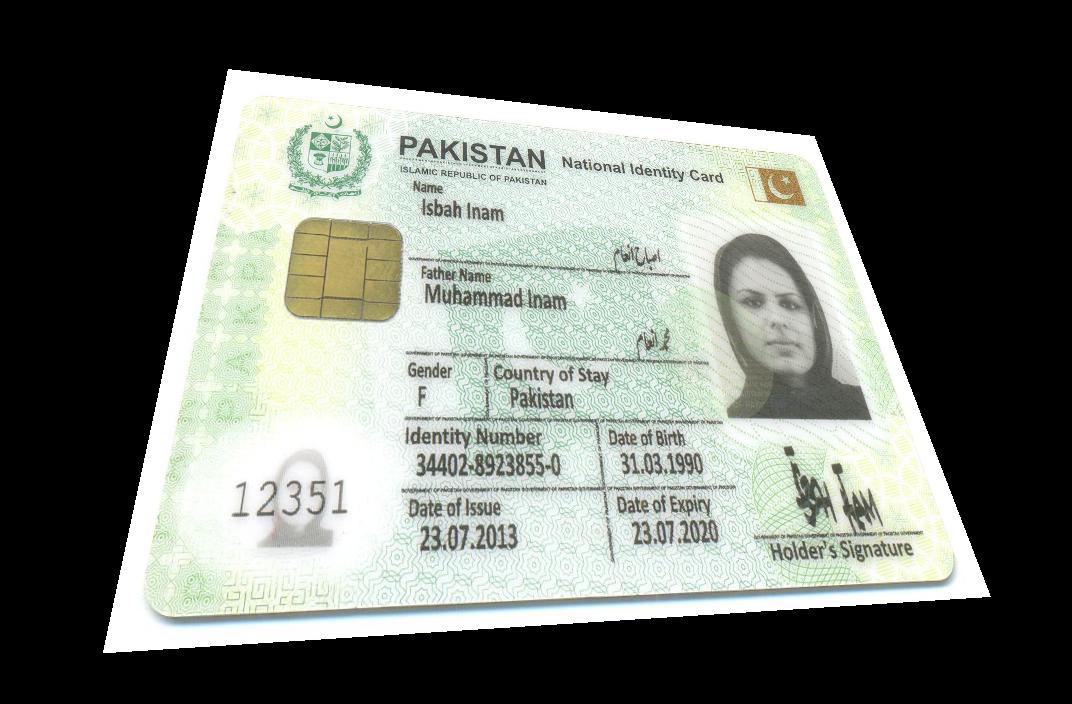 PAKISTAN National Identity Card
ISLAMIC REPUBLIC OF PAKISTAN
Name
Isbah Inam
اصباح انعام
Father Name
Muhammad Inam
محمد انعام
Gender Country of Stay
F Pakistan
Identity Number Date of Birth
34402-8923855-0 31.03.1990
Date of Issue Date of Expiry
23.07.2013 23.07.2020
12351
Isbah Inam
Holder's Signature